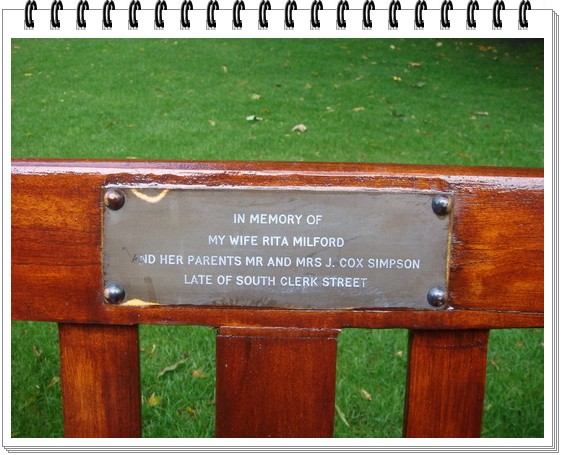 IN MEMORY OF
MY WIFE RITA MILFORD
AND HER PARENTS MR AND MRS J. COX SIMPSON
LATE OF SOUTH CLERK STREET